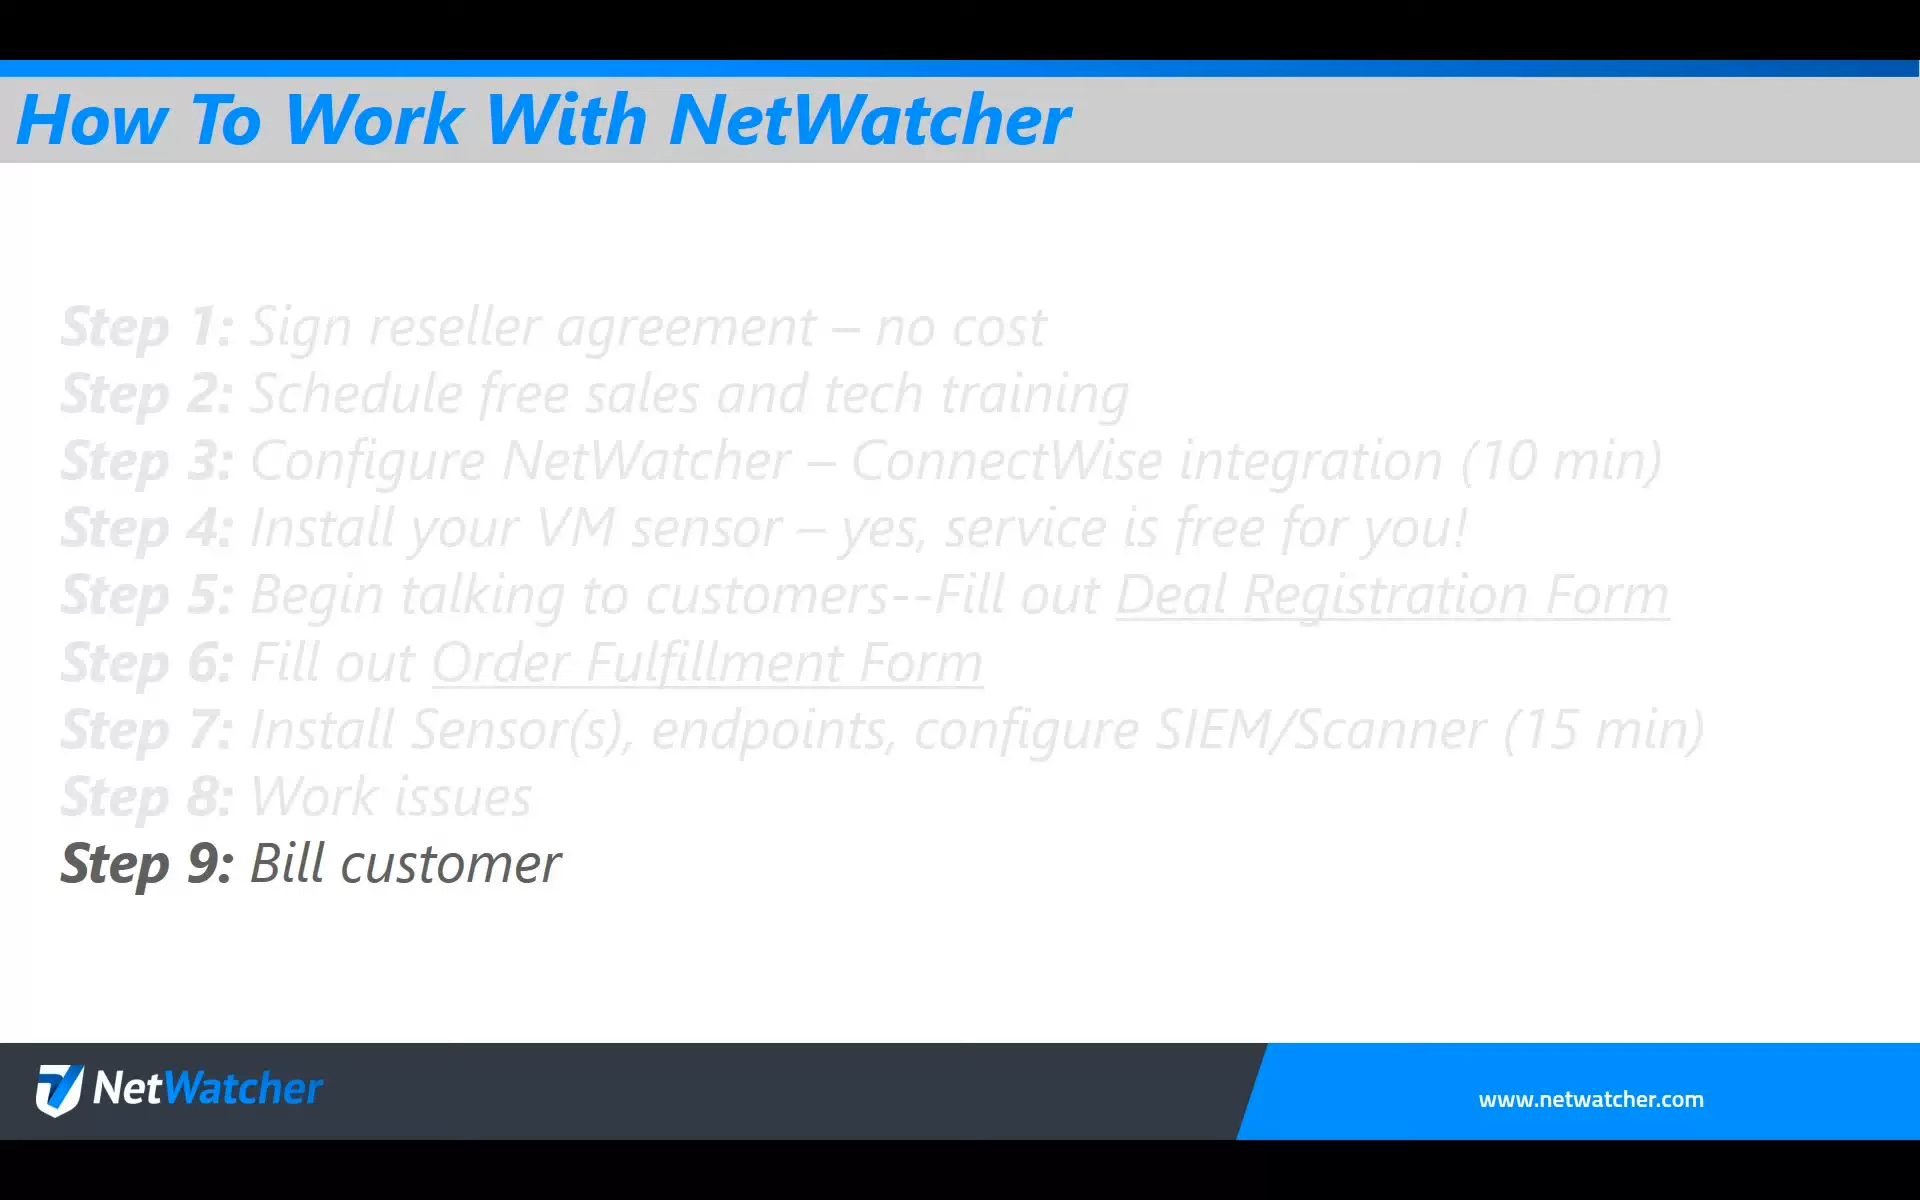 How To Work With NetWatcher
Step 1: Sign reseller agreement – no cost
Step 2: Schedule free sales and tech training
Step 3: Configure NetWatcher – ConnectWise integration (10 min)
Step 4: Install your VM sensor – yes, service is free for you!
Step 5: Begin talking to customers--Fill out Deal Registration Form
Step 6: Fill out Order Fulfillment Form
Step 7: Install Sensor(s), endpoints, configure SIEM/Scanner (15 min)
Step 8: Work issues
Step 9: Bill customer
NetWatcher
www.netwatcher.com